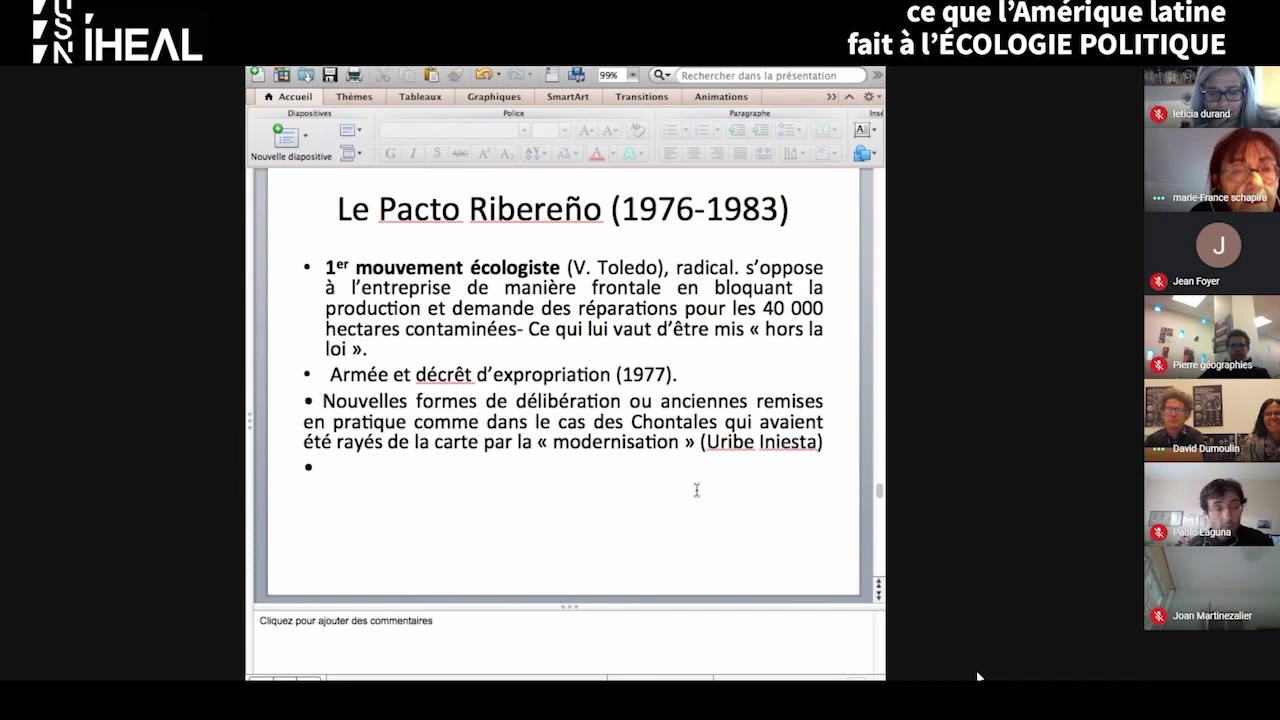 USN
ÍHEAL
ce que l’Amérique latine
fait à l’ÉCOLOGIE POLITIQUE
99%
Rechercher dans la présentation
Accueil
Thèmes
Tableaux
Graphiques
SmartArt
Transitions
Animations
Diapositives
Police
Paragraphe
Insé
Nouvelle diapositive
G I S ABC A² A₂
Le Pacto Ribereño (1976-1983)
• 1er mouvement écologiste (V. Toledo), radical. s’oppose
à l’entreprise de manière frontale en bloquant la
production et demande des réparations pour les 40 000
hectares contaminées- Ce qui lui vaut d’être mis « hors la
loi ».
• Armée et décrêt d’expropriation (1977).
• Nouvelles formes de délibération ou anciennes remises
en pratique comme dans le cas des Chontales qui avaient
été rayés de la carte par la « modernisation » (Uribe Iniesta)
•
Cliquez pour ajouter des commentaires
leticia durand
marie-France schapira
J
Jean Foyer
Pierre géographies
David Dumoulin
Pablo Laguna
Joan Martinezalier